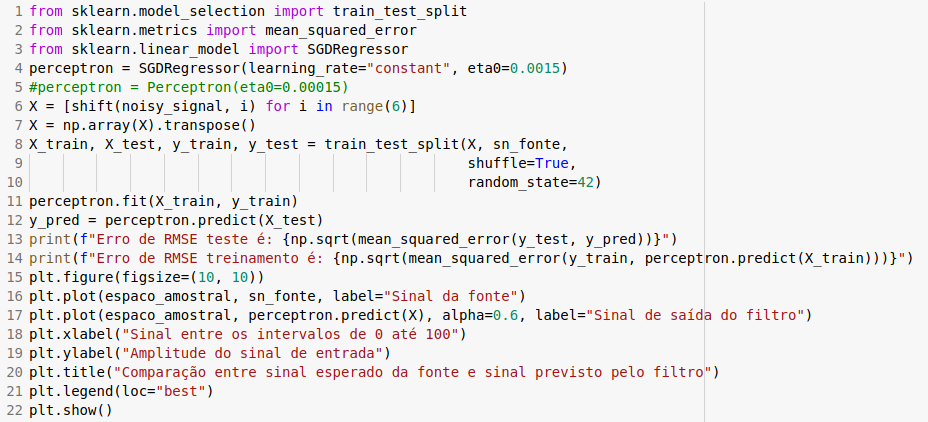 1 from sklearn.model_selection import train_test_split
2 from sklearn.metrics import mean_squared_error
3 from sklearn.linear_model import SGDRegressor
4 perceptron = SGDRegressor(learning_rate="constant", eta0=0.0015)
5 #perceptron = Perceptron(eta0=0.00015)
6 X = [shift(noisy_signal, i) for i in range(6)]
7 X = np.array(X).transpose()
8 X_train, X_test, y_train, y_test = train_test_split(X, sn_fonte,
9                                                     shuffle=True,
10                                                     random_state=42)
11 perceptron.fit(X_train, y_train)
12 y_pred = perceptron.predict(X_test)
13 print(f"Erro de RMSE teste é: {np.sqrt(mean_squared_error(y_test, y_pred))}")
14 print(f"Erro de RMSE treinamento é: {np.sqrt(mean_squared_error(y_train, perceptron.predict(X_train)))}")
15 plt.figure(figsize=(10, 10))
16 plt.plot(espaco_amostral, sn_fonte, label="Sinal da fonte")
17 plt.plot(espaco_amostral, perceptron.predict(X), alpha=0.6, label="Sinal de saída do filtro")
18 plt.xlabel("Sinal entre os intervalos de 0 até 100")
19 plt.ylabel("Amplitude do sinal de entrada")
20 plt.title("Comparação entre sinal esperado da fonte e sinal previsto pelo filtro")
21 plt.legend(loc="best")
22 plt.show()